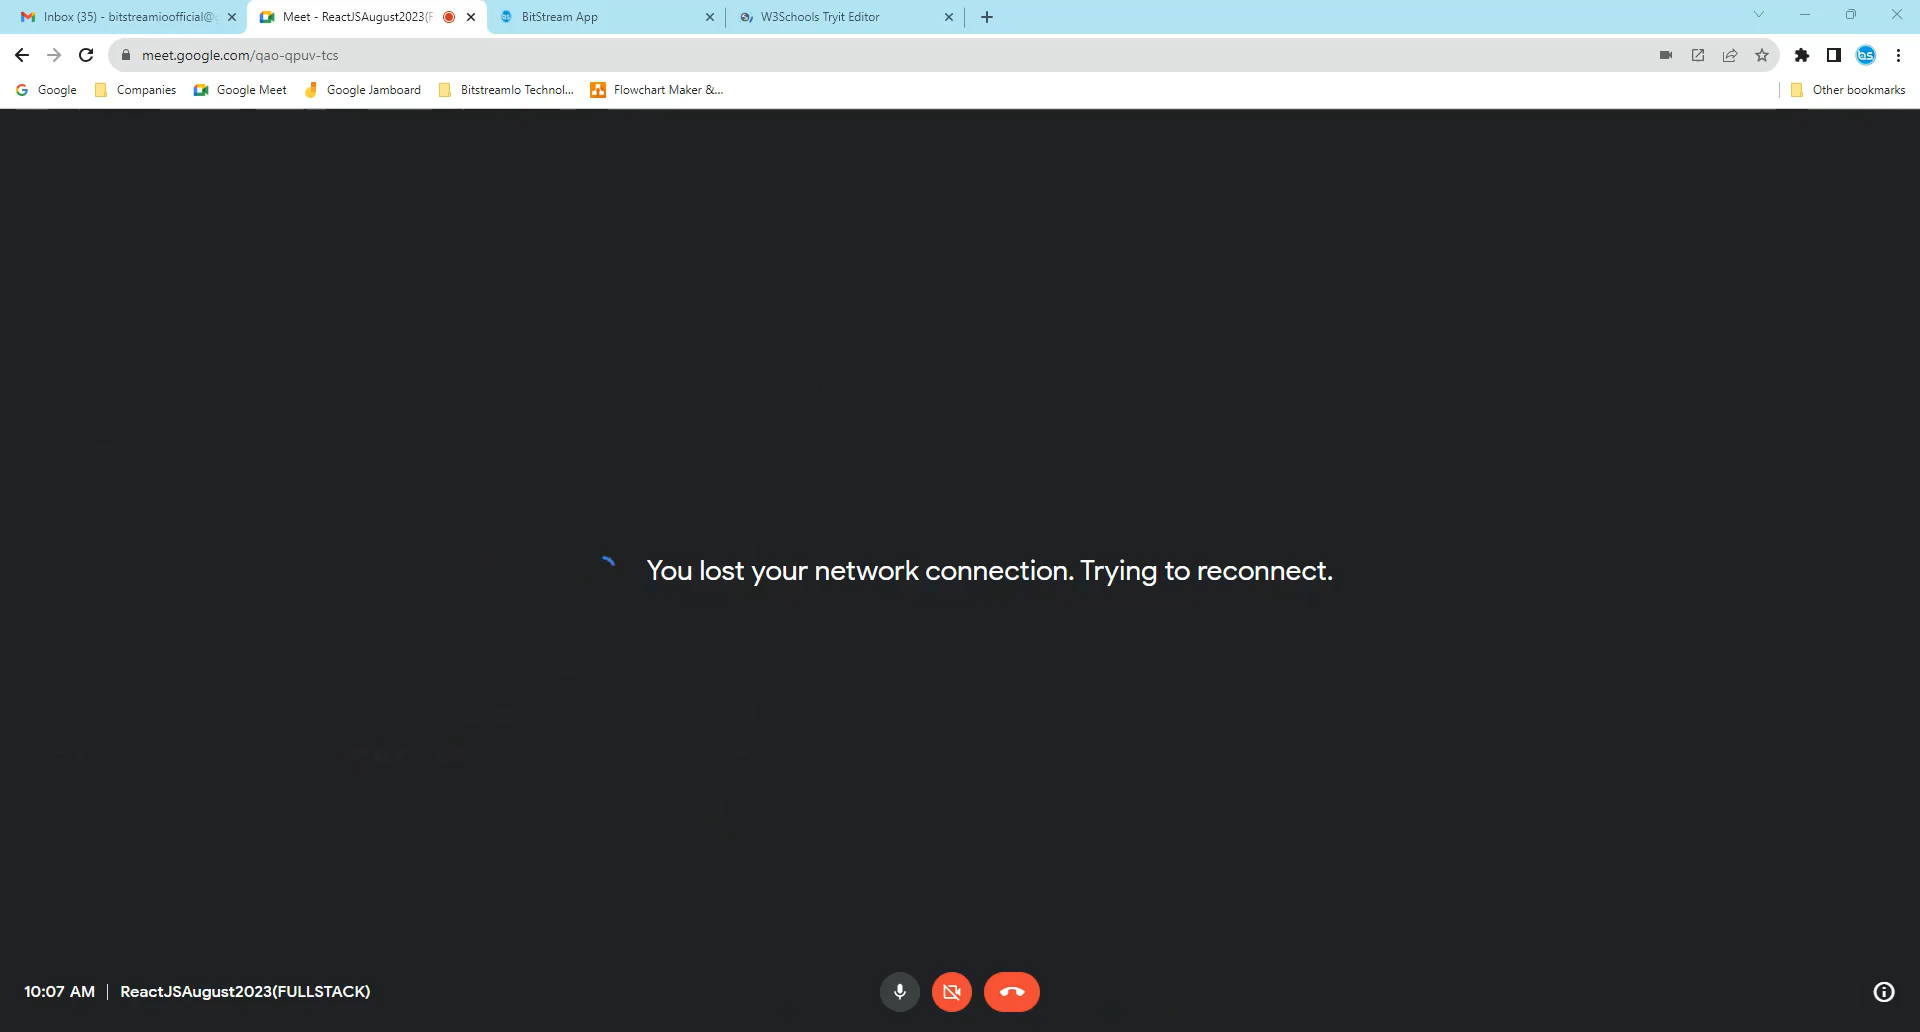 Inbox (35) - bitstreamioofficial@
Meet - ReactJSAugust2023(F
BitStream App
W3Schools Tryit Editor
meet.google.com/qao-qpuv-tcs
Google
Companies
Google Meet
Google Jamboard
BitstreamIo Technol...
Flowchart Maker &...
Other bookmarks
You lost your network connection. Trying to reconnect.
10:07 AM | ReactJSAugust2023(FULLSTACK)